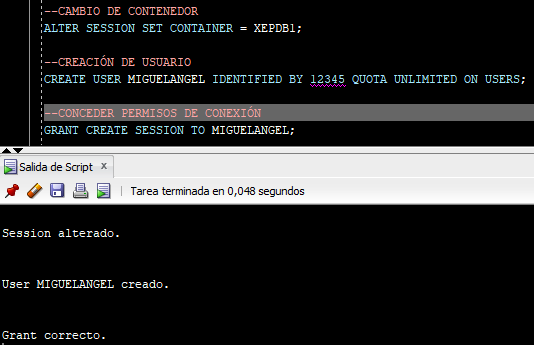 --CAMBIO DE CONTENEDOR
ALTER SESSION SET CONTAINER = XEPDB1;
--CREACIÓN DE USUARIO
CREATE USER MIGUELANGEL IDENTIFIED BY 12345 QUOTA UNLIMITED ON USERS;
--CONCEDER PERMISOS DE CONEXIÓN
GRANT CREATE SESSION TO MIGUELANGEL;
Salida de Script x
Tarea terminada en 0,048 segundos
Session alterado.
User MIGUELANGEL creado.
Grant correcto.